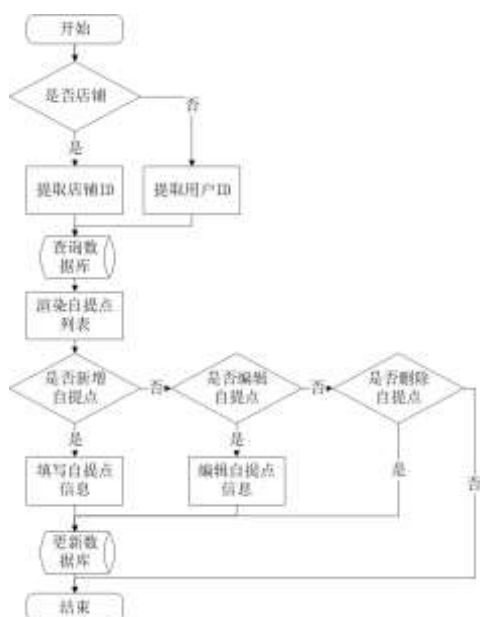 开始
是否店铺
否
是
提取店铺ID
提取用户ID
查询数
据库
渲染自提点
列表
是否新增
自提点
否
是否编辑
自提点
否
是否删除
自提点
是
是
是
否
填写自提点
信息
编辑自提点
信息
更新数
据库
结束